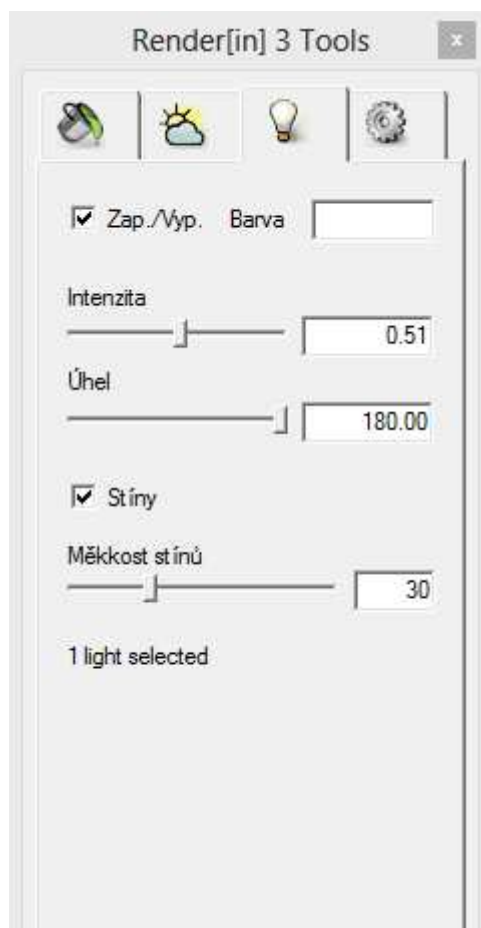 Render[in] 3 Tools
x
Zap./Vyp. Barva
Intenzita
0.51
Úhel
180.00
Stíny
Měkkost stínů
30
1 light selected